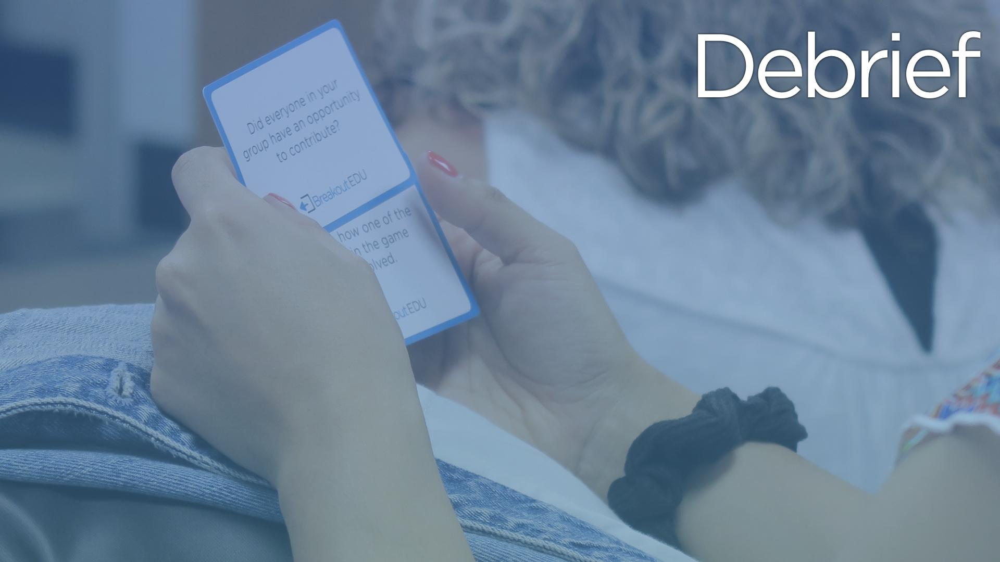 Debrief
Did everyone in your
group have an opportunity
to contribute?
BreakoutEDU
how one of the
in the game
olved.
outEDU